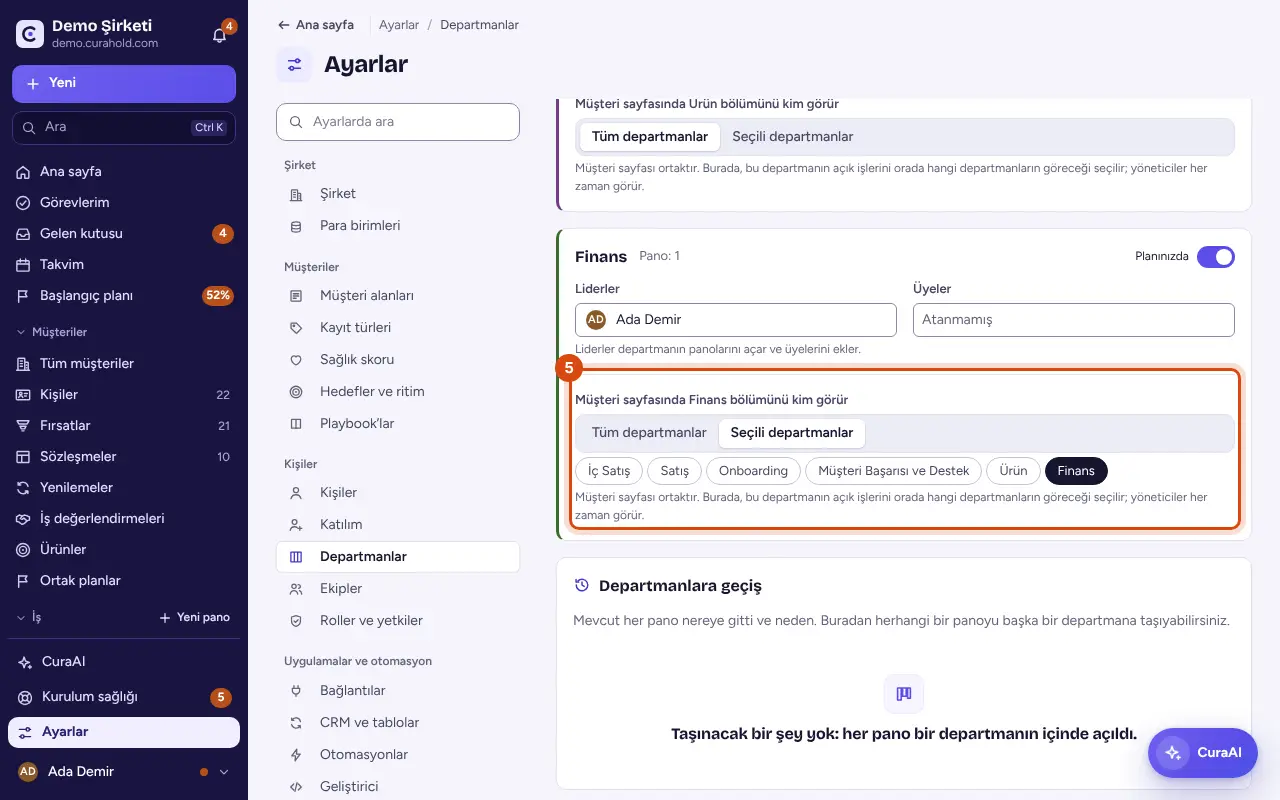 Demo Şirketi
demo.curahold.com
4
Yeni
Ara
Ctrl K
Ana sayfa
Görevlerim
Gelen kutusu
4
Takvim
Başlangıç planı
52%
Müşteriler
Tüm müşteriler
Kişiler
22
Fırsatlar
21
Sözleşmeler
10
Yenilemeler
İş değerlendirmeleri
Ürünler
Ortak planlar
İş
+ Yeni pano
CuraAI
Kurulum sağlığı
5
Ayarlar
AD
Ada Demir
← Ana sayfa
Ayarlar / Departmanlar
Ayarlar
Ayarlarda ara
Şirket
Şirket
Para birimleri
Müşteriler
Müşteri alanları
Kayıt türleri
Sağlık skoru
Hedefler ve ritim
Playbook'lar
Kişiler
Kişiler
Katılım
Departmanlar
Ekipler
Roller ve yetkiler
Uygulamalar ve otomasyon
Bağlantılar
CRM ve tablolar
Otomasyonlar
Geliştirici
Müşteri sayfasında Ürün bölümünü kim görür
Tüm departmanlar
Seçili departmanlar
Müşteri sayfası ortaktır. Burada, bu departmanın açık işlerini orada hangi departmanların göreceği seçilir; yöneticiler her
zaman görür.
Finans
Pano: 1
Planınızda
Liderler
Üyeler
AD
Ada Demir
Atanmamış
Liderler departmanın panolarını açar ve üyelerini ekler.
5
Müşteri sayfasında Finans bölümünü kim görür
Tüm departmanlar
Seçili departmanlar
İç Satış
Satış
Onboarding
Müşteri Başarısı ve Destek
Ürün
Finans
Müşteri sayfası ortaktır. Burada, bu departmanın açık işlerini orada hangi departmanların göreceği seçilir; yöneticiler her
zaman görür.
Departmanlara geçiş
Mevcut her pano nereye gitti ve neden. Buradan herhangi bir panoyu başka bir departmana taşıyabilirsiniz.
Taşınacak bir şey yok: her pano bir departmanın içinde açıldı.
CuraAI